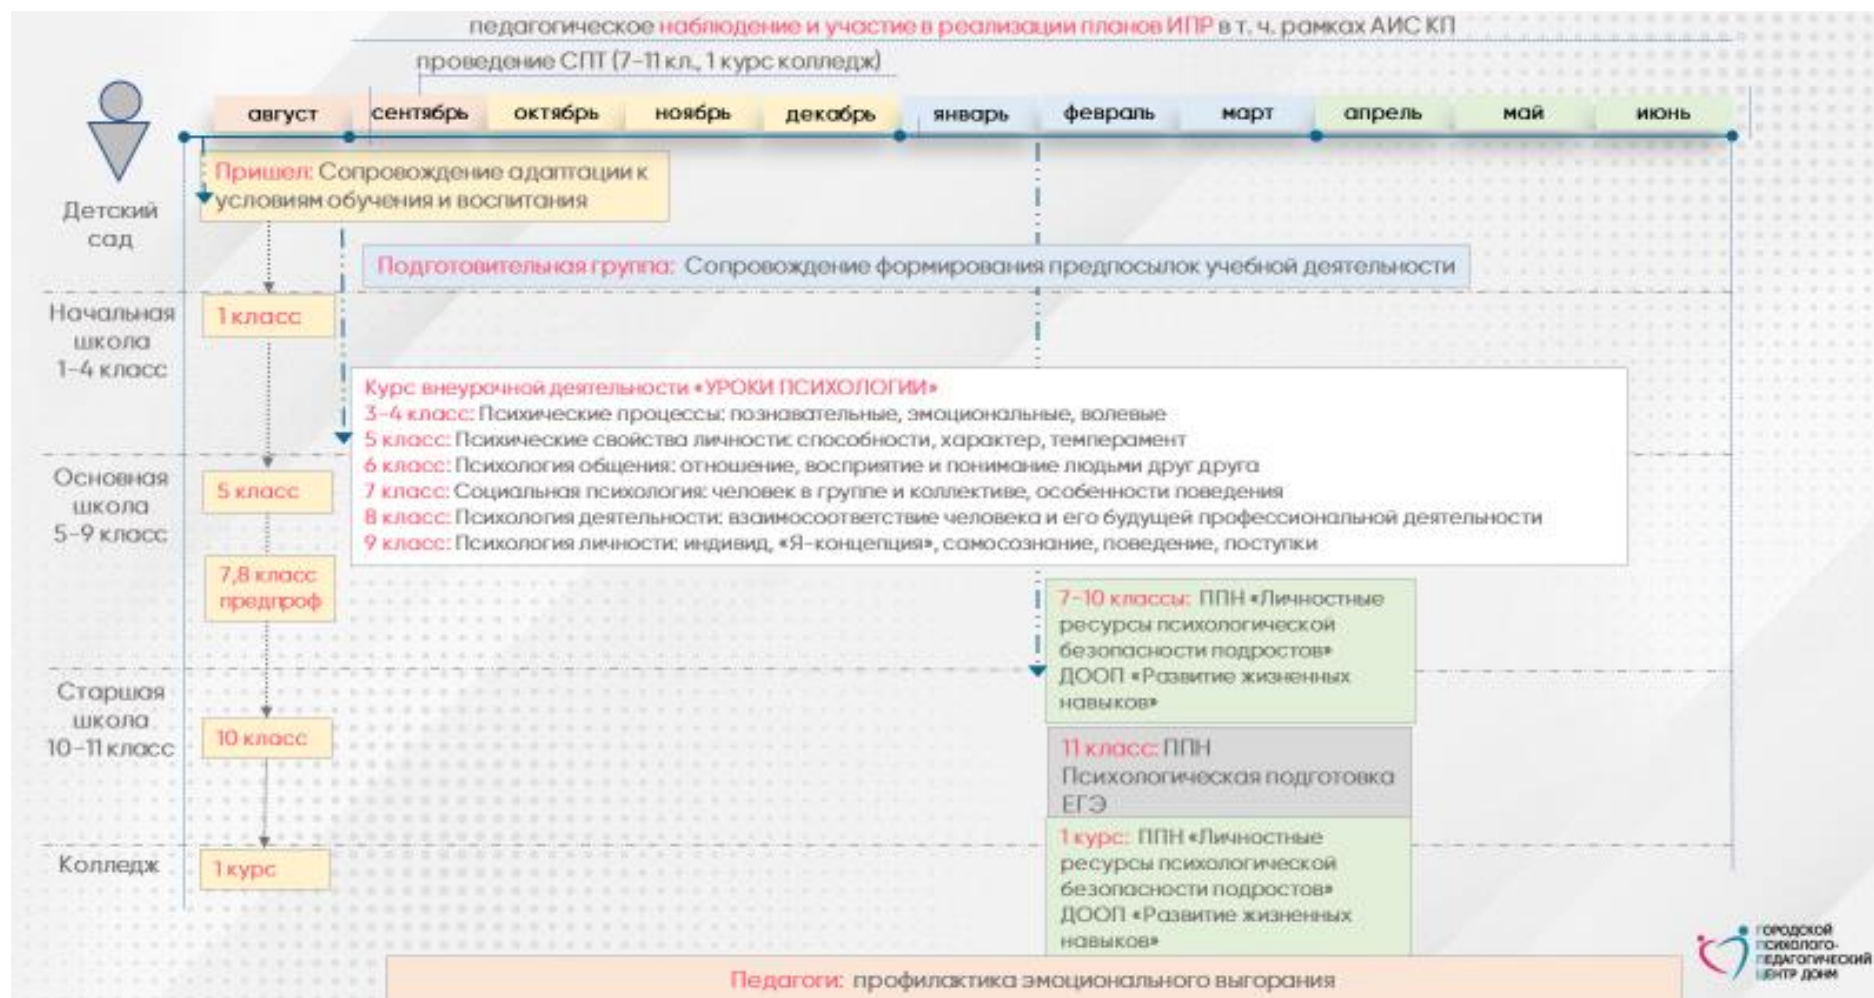 педагогическое наблюдение и участие в реализации планов ИПР в т. ч. рамках АИС КП
проведение СПТ (7-11 кл., 1 курс колледж)
август
сентябрь
октябрь
ноябрь
декабрь
январь
февраль
март
апрель
май
июнь
Пришел: Сопровождение адаптации к
условиям обучения и воспитания
Детский
сад
Подготовительная группа: Сопровождение формирования предпосылок учебной деятельности
Начальная
школа
1-4 класс
1 класс
Курс внеурочной деятельности «УРОКИ ПСИХОЛОГИИ»
3-4 класс: Психические процессы: познавательные, эмоциональные, волевые
5 класс: Психические свойства личности: способности, характер, темперамент
6 класс: Психология общения: отношение, восприятие и понимание людьми друг друга
7 класс: Социальная психология: человек в группе и коллективе, особенности поведения
8 класс: Психология деятельности: взаимосоответствие человека и его будущей профессиональной деятельности
9 класс: Психология личности: индивид, «Я-концепция», самосознание, поведение, поступки
Основная
школа
5-9 класс
5 класс
7,8 класс
предпроф
7-10 классы: ППН «Личностные
ресурсы психологической
безопасности подростов»
ДООП «Развитие жизненных
навыков»
Старшая
школа
10-11 класс
10 класс
11 класс: ППН
Психологическая подготовка
ЕГЭ
Колледж
1 курс
1 курс: ППН «Личностные
ресурсы психологической
безопасности подростов»
ДООП «Развитие жизненных
навыков»
Педагоги: профилактика эмоционального выгорания
ГОРОДСКОЙ
ПСИХОЛОГО-
ПЕДАГОГИЧЕСКИЙ
ЦЕНТР ДОНМ